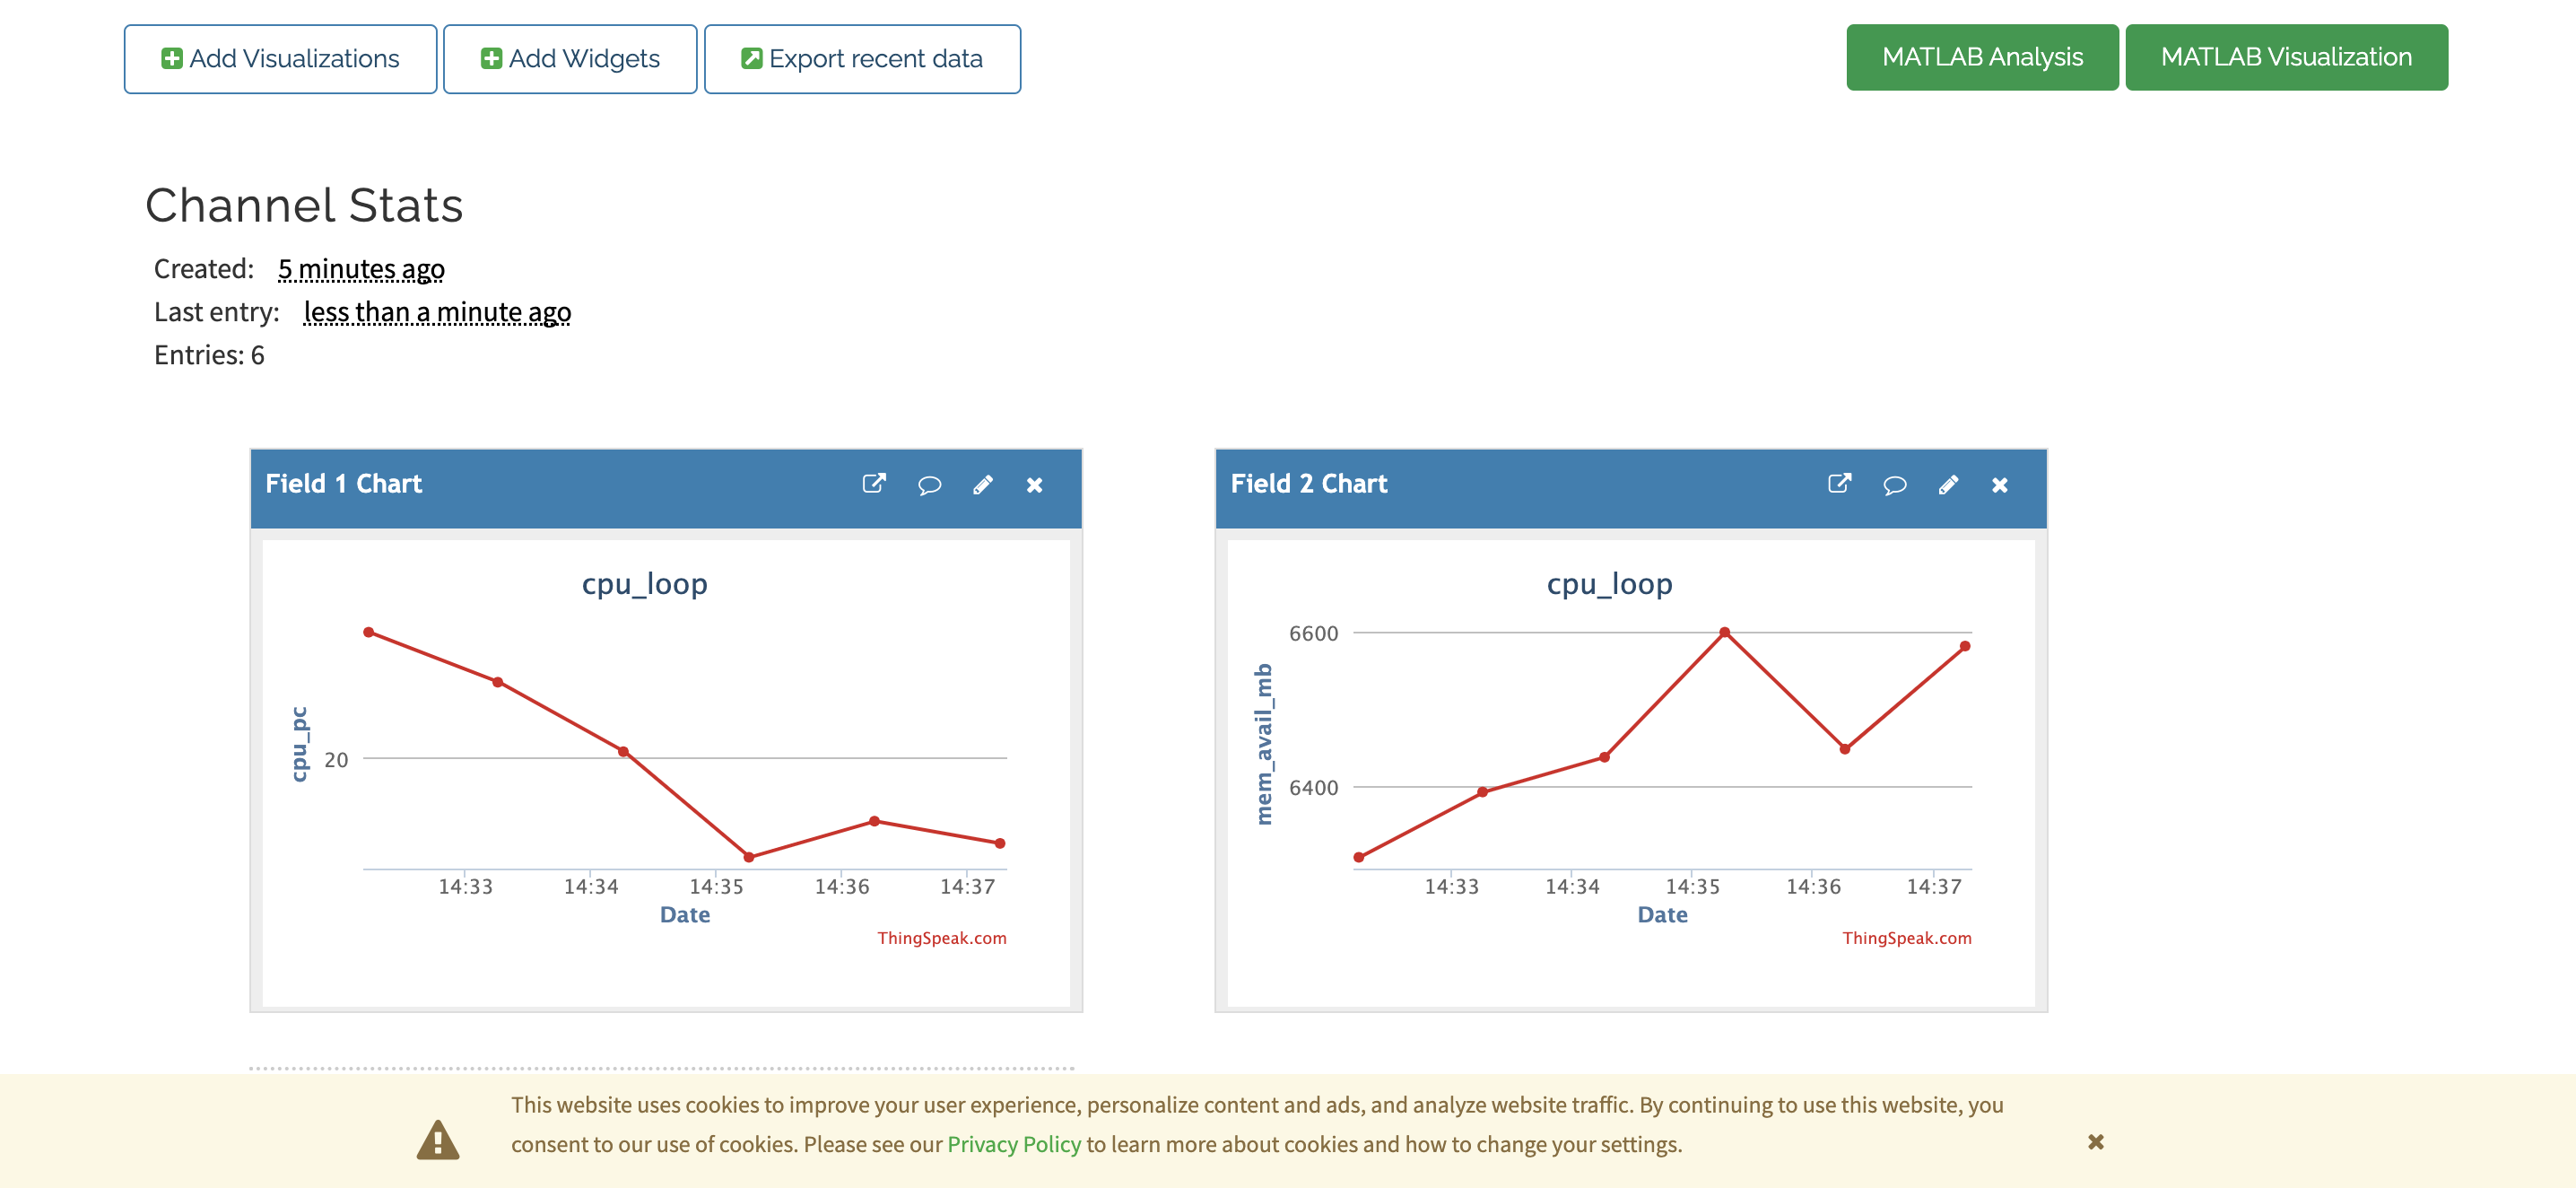 Add Visualizations
Add Widgets
Export recent data
MATLAB Analysis
MATLAB Visualization
Channel Stats
Created: 5 minutes ago
Last entry: less than a minute ago
Entries: 6
Field 1 Chart
cpu_loop
cpu_pc
20
14:33 14:34 14:35 14:36 14:37
Date
ThingSpeak.com
Field 2 Chart
cpu_loop
mem_avail_mb
6600
6400
14:33 14:34 14:35 14:36 14:37
Date
ThingSpeak.com
This website uses cookies to improve your user experience, personalize content and ads, and analyze website traffic. By continuing to use this website, you
consent to our use of cookies. Please see our Privacy Policy to learn more about cookies and how to change your settings.